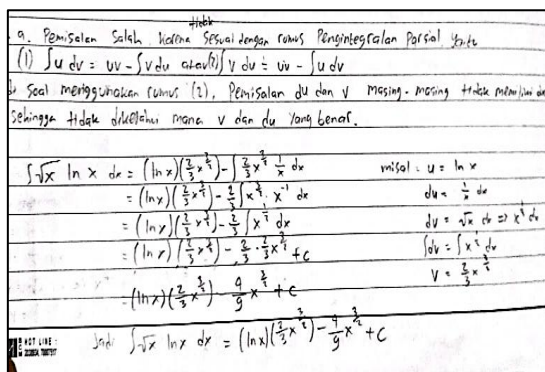 tidak
a. Pemisalan Salah, karena sesuai dengan rumus Pengintegralan Parsial yaitu
(1) ∫u dv = uv - ∫v du atau (2) ∫v du = uv - ∫u dv
b. Soal menggunakan rumus (2), Pemisalan du dan v masing-masing tidak memiliki
sehingga tidak diketahui mana v dan du yang benar.
∫√x ln x dx = (ln x)(2/3 x^(3/2)) - ∫ 2/3 x^(3/2) 1/x dx
misal : u = ln x
= (ln x)(2/3 x^(3/2)) - 2/3 ∫x^(3/2) . x^-1 dx
du = 1/x dx
= (ln x)(2/3 x^(3/2)) - 2/3 ∫x^(1/2) dx
dv = √x dx => x^(1/2) dx
= (ln x)(2/3 x^(3/2)) - 2/3 . 2/3 x^(3/2) + c
∫dv = ∫x^(1/2) dx
= (ln x)(2/3 x^(3/2)) - 4/9 x^(3/2) + c
v = 2/3 x^(3/2)
Jadi ∫√x ln x dx = (ln x)(2/3 x^(3/2)) - 4/9 x^(3/2) + c
HOT LINE :